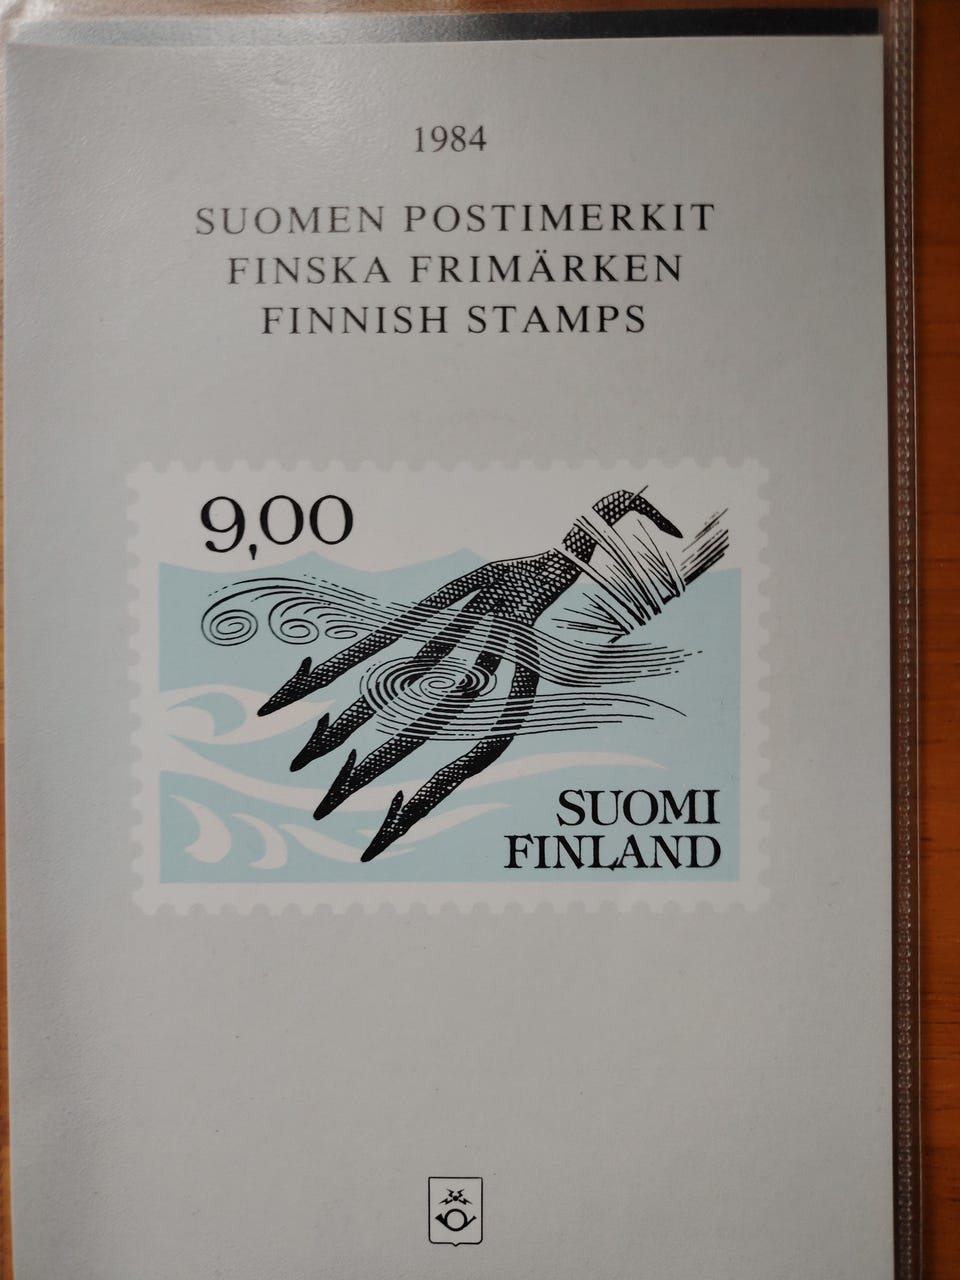 1984
SUOMEN POSTIMERKIT
FINSKA FRIMÄRKEN
FINNISH STAMPS
9,00
SUOMI
FINLAND